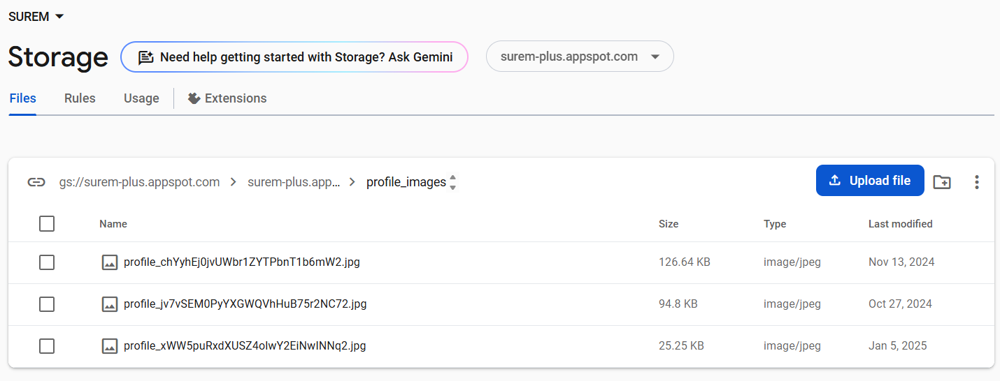 SUREM
Storage Need help getting started with Storage? Ask Gemini surem-plus.appspot.com
Files Rules Usage Extensions
gs://surem-plus.appspot.com surem-plus.app... profile_images Upload file
Name Size Type Last modified
profile_chYyhEj0jvUWbr1ZYTPbnT1b6mW2.jpg 126.64 KB image/jpeg Nov 13, 2024
profile_jv7vSEM0PyYXGWQVhHuB75r2NC72.jpg 94.8 KB image/jpeg Oct 27, 2024
profile_xWW5puRxdXUSZ4olwY2EiNwINNq2.jpg 25.25 KB image/jpeg Jan 5, 2025